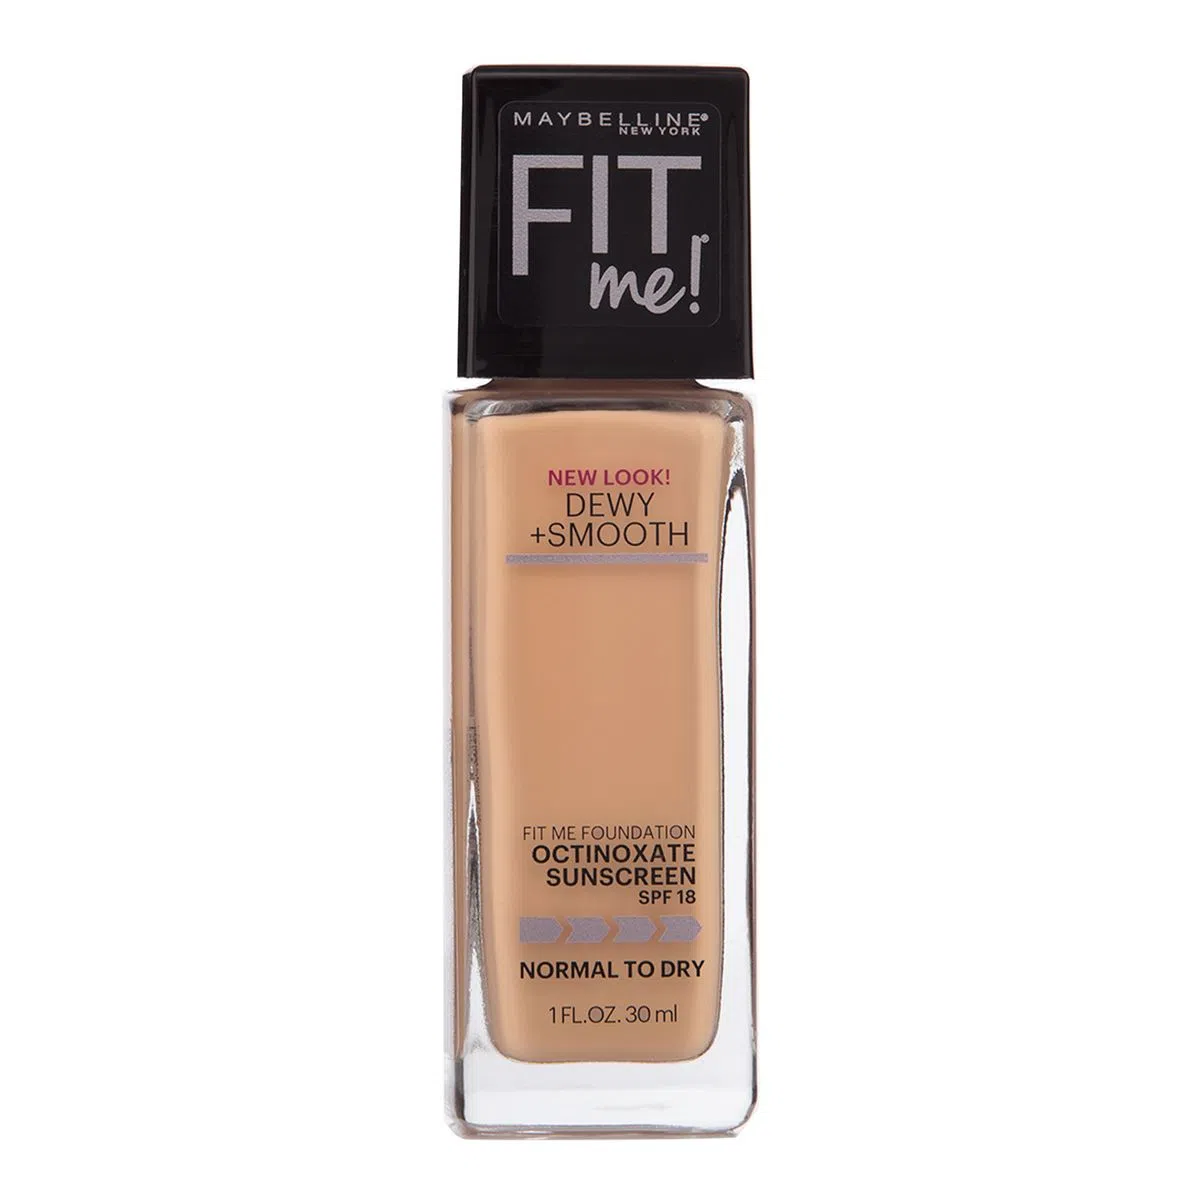 MAYBELLINE®
NEW YORK
FIT
me!®
NEW LOOK!
DEWY
+SMOOTH
FIT ME FOUNDATION
OCTINOXATE
SUNSCREEN
SPF 18
NORMAL TO DRY
1 FL.OZ. 30 ml